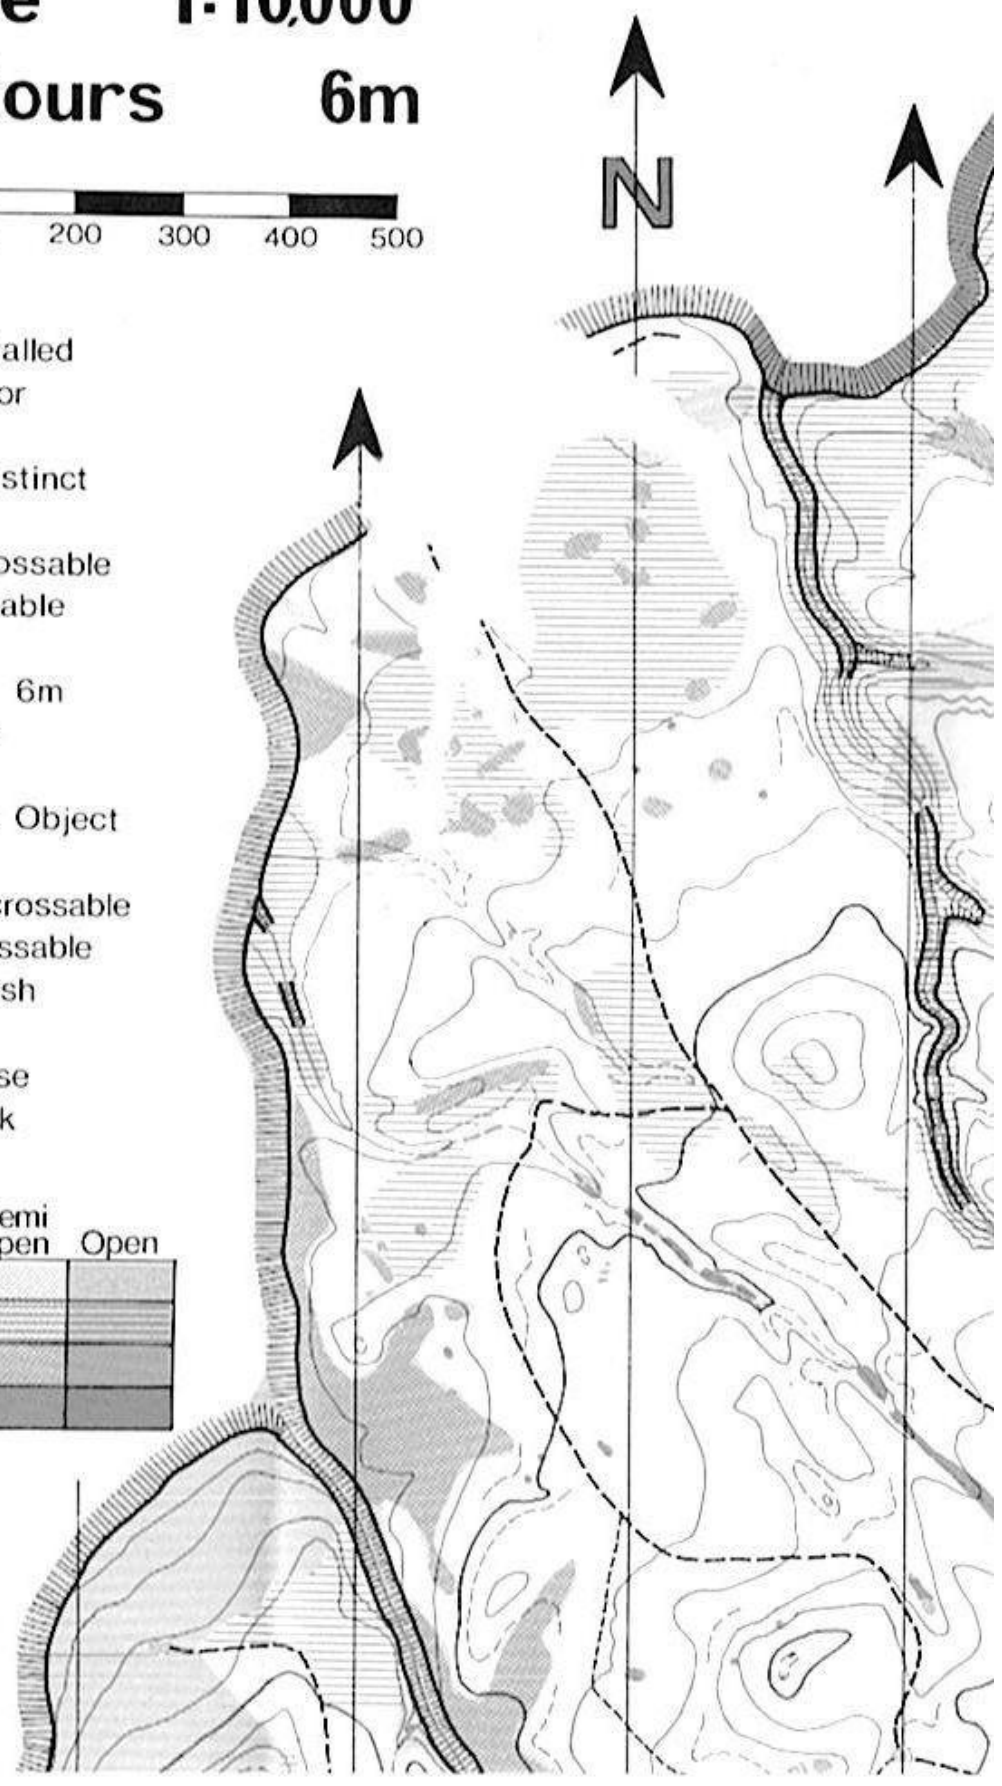 1:10,000
ours 6m
200 300 400 500
N
alled
or
stinct
ossable
able
6m
Object
crossable
ssable
sh
se
k
emi
pen Open